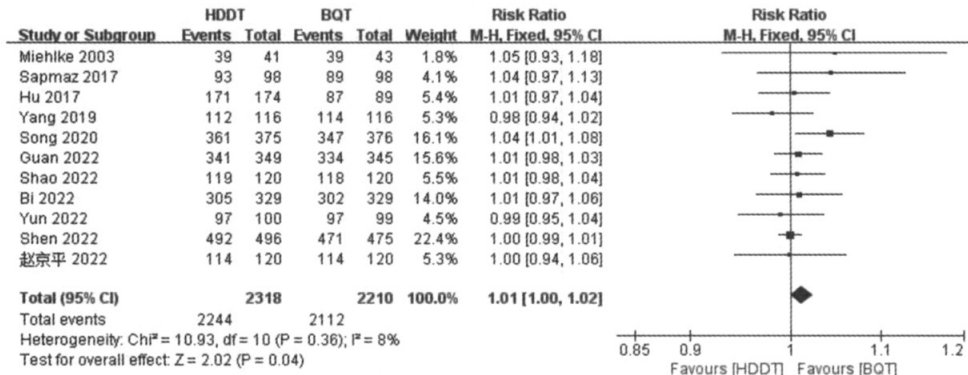 HDDT BQT Risk Ratio Risk Ratio
Study or Subgroup Events Total Events Total Weight M-H, Fixed, 95% CI M-H, Fixed, 95% CI
Miehlke 2003 39 41 39 43 1.8% 1.05 [0.93, 1.18]
Sapmaz 2017 93 98 89 98 4.1% 1.04 [0.97, 1.13]
Hu 2017 171 174 87 89 5.4% 1.01 [0.97, 1.04]
Yang 2019 112 116 114 116 5.3% 0.98 [0.94, 1.02]
Song 2020 361 375 347 376 16.1% 1.04 [1.01, 1.08]
Guan 2022 341 349 334 345 15.6% 1.01 [0.98, 1.03]
Shao 2022 119 120 118 120 5.5% 1.01 [0.98, 1.04]
Bi 2022 305 329 302 329 14.0% 1.01 [0.97, 1.06]
Yun 2022 97 100 97 99 4.5% 0.99 [0.95, 1.04]
Shen 2022 492 496 471 475 22.4% 1.00 [0.99, 1.01]
赵京平 2022 114 120 114 120 5.3% 1.00 [0.94, 1.06]
Total (95% CI) 2318 2210 100.0% 1.01 [1.00, 1.02]
Total events 2244 2112
Heterogeneity: Chi² = 10.93, df = 10 (P = 0.36); I² = 8%
Test for overall effect: Z = 2.02 (P = 0.04)
0.85 0.9 1 1.1 1.2
Favours [HDDT] Favours [BQT]